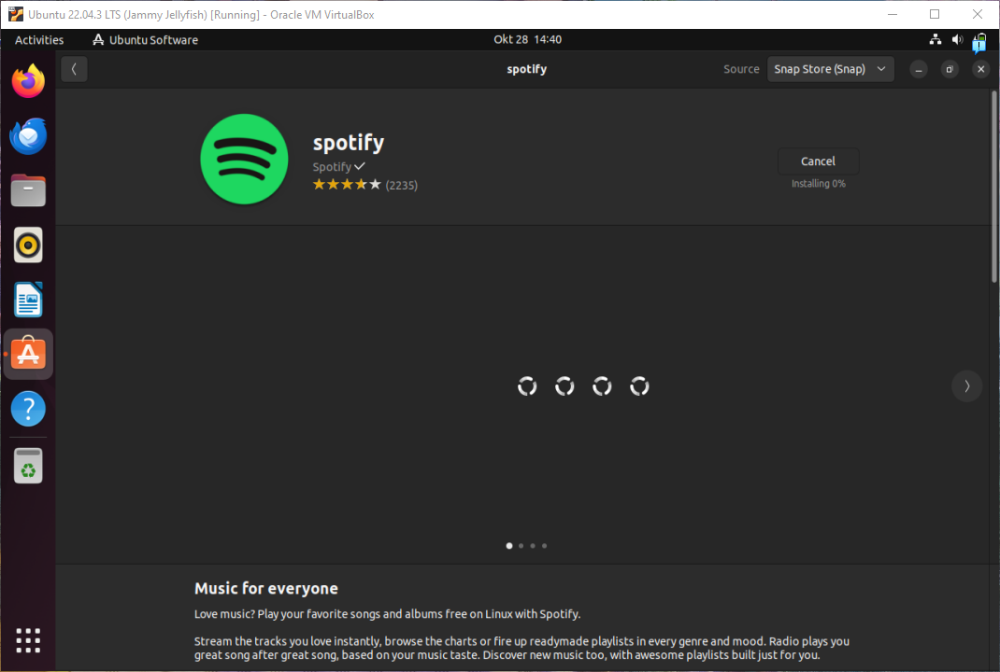 Ubuntu 22.04.3 LTS (Jammy Jellyfish) [Running] - Oracle VM VirtualBox
Activities Ubuntu Software Okt 28 14:40
spotify Source Snap Store (Snap)
spotify
Spotify
(2235)
Cancel
Installing 0%
Music for everyone
Love music? Play your favorite songs and albums free on Linux with Spotify.
Stream the tracks you love instantly, browse the charts or fire up readymade playlists in every genre and mood. Radio plays you
great song after great song, based on your music taste. Discover new music too, with awesome playlists built just for you.